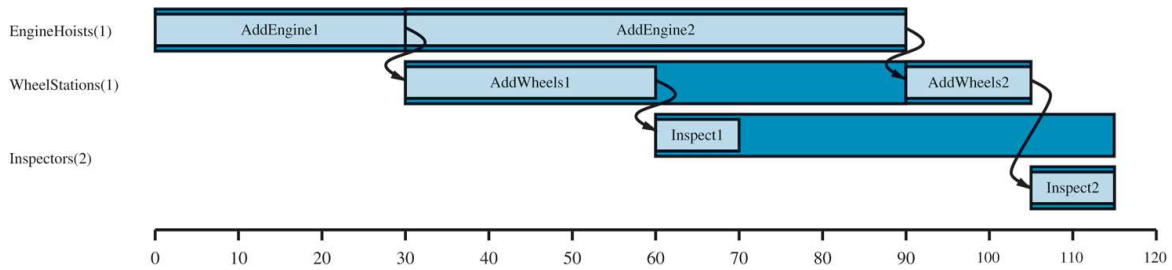 EngineHoists(1) AddEngine1 AddEngine2
WheelStations(1) AddWheels1 AddWheels2
Inspect1
Inspectors(2)
Inspect2
0 10 20 30 40 50 60 70 80 90 100 110 120